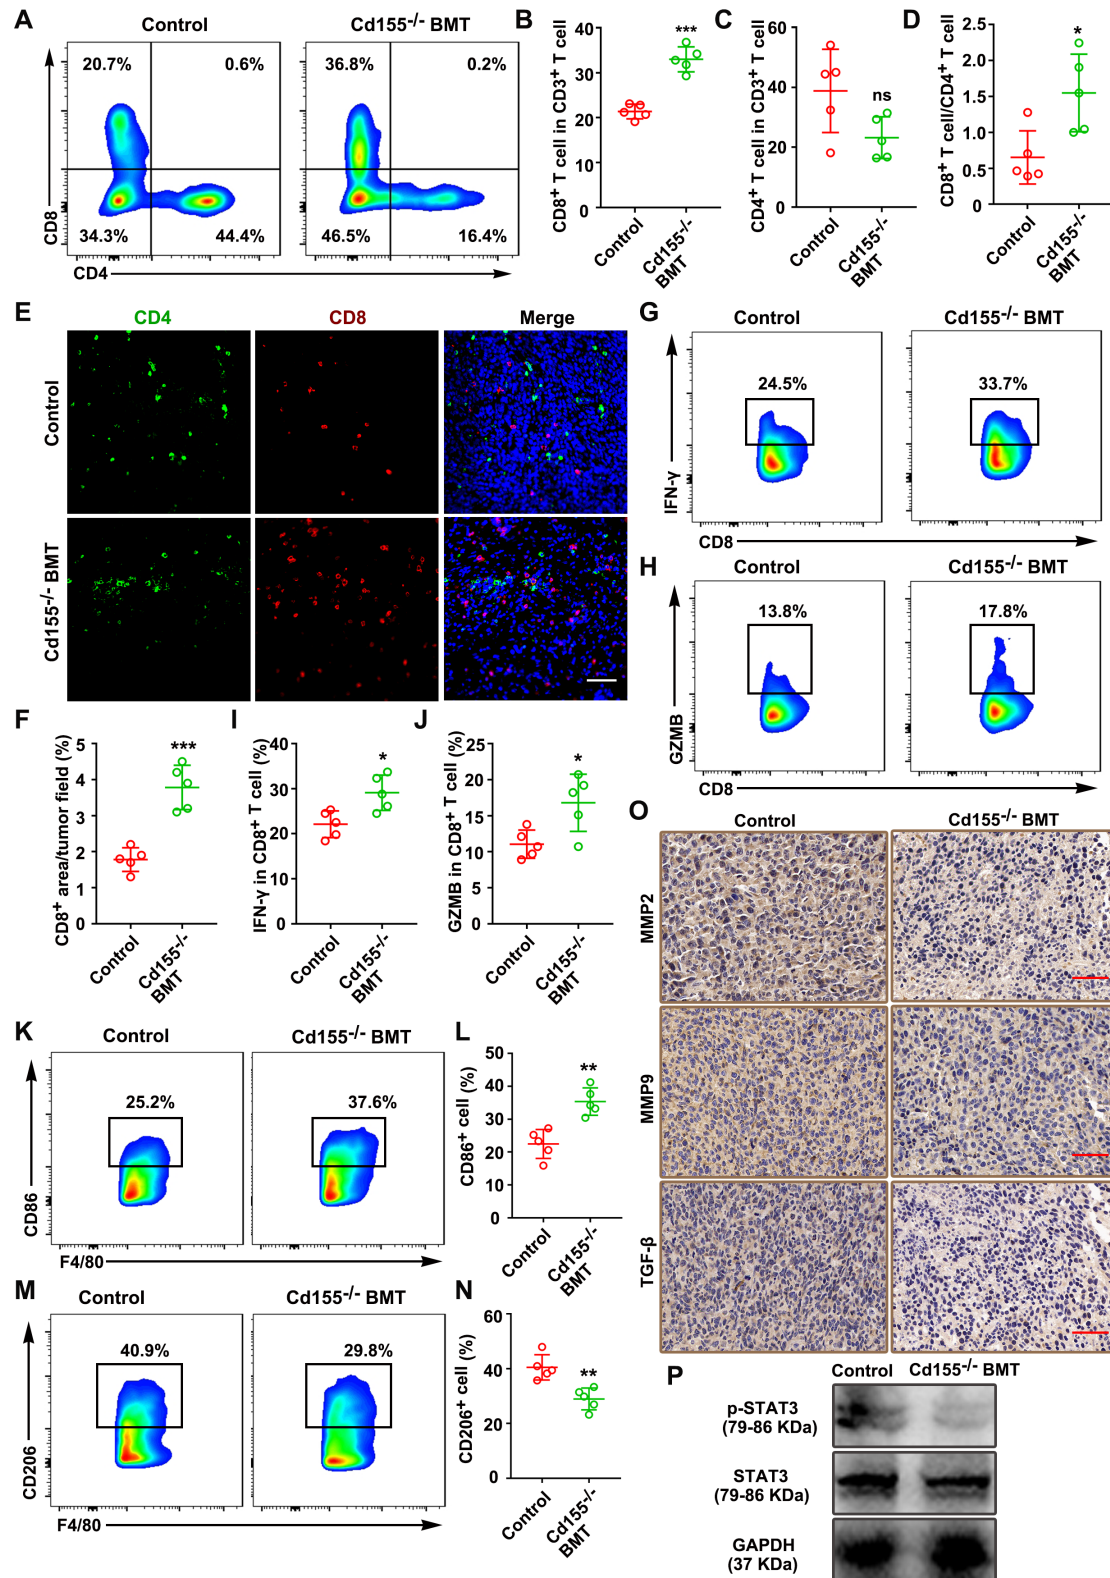 A
Control
Cd155-/- BMT
20.7%
0.6%
36.8%
0.2%
34.3%
44.4%
46.5%
16.4%
CD8
CD4
B
CD8+ T cell in CD3+ T cell
40
30
20
10
0
***
Control
Cd155-/-
BMT
C
CD4+ T cell in CD3+ T cell
60
40
20
0
ns
Control
Cd155-/-
BMT
D
CD8+ T cell/CD4+ T cell
2.5
2.0
1.5
1.0
0.5
0
*
Control
Cd155-/-
BMT
E
CD4
CD8
Merge
Control
Cd155-/- BMT
G
Control
Cd155-/- BMT
24.5%
33.7%
IFN-γ
CD8
H
Control
Cd155-/- BMT
13.8%
17.8%
GZMB
CD8
F
CD8+ area/tumor field (%)
5
4
3
2
1
0
***
Control
Cd155-/-
BMT
I
IFN-γ in CD8+ T cell (%)
40
30
20
10
0
*
Control
Cd155-/-
BMT
J
GZMB in CD8+ T cell (%)
25
20
15
10
5
0
*
Control
Cd155-/-
BMT
O
Control
Cd155-/- BMT
MMP2
MMP9
TGF-β
K
Control
Cd155-/- BMT
25.2%
37.6%
CD86
F4/80
L
CD86+ cell (%)
50
40
30
20
10
0
**
Control
Cd155-/-
BMT
M
Control
Cd155-/- BMT
40.9%
29.8%
CD206
F4/80
N
CD206+ cell (%)
60
40
20
0
**
Control
Cd155-/-
BMT
P
Control
Cd155-/- BMT
p-STAT3
(79-86 KDa)
STAT3
(79-86 KDa)
GAPDH
(37 KDa)